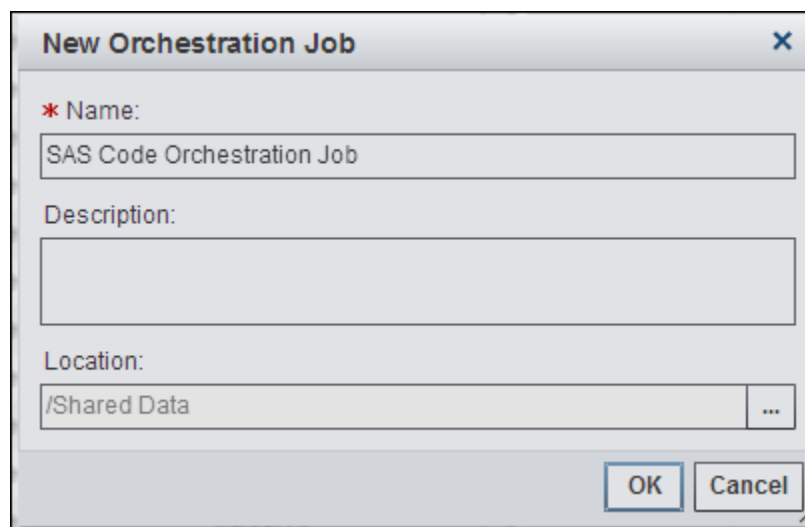 New Orchestration Job
* Name:
SAS Code Orchestration Job
Description:
Location:
/Shared Data ...
OK Cancel